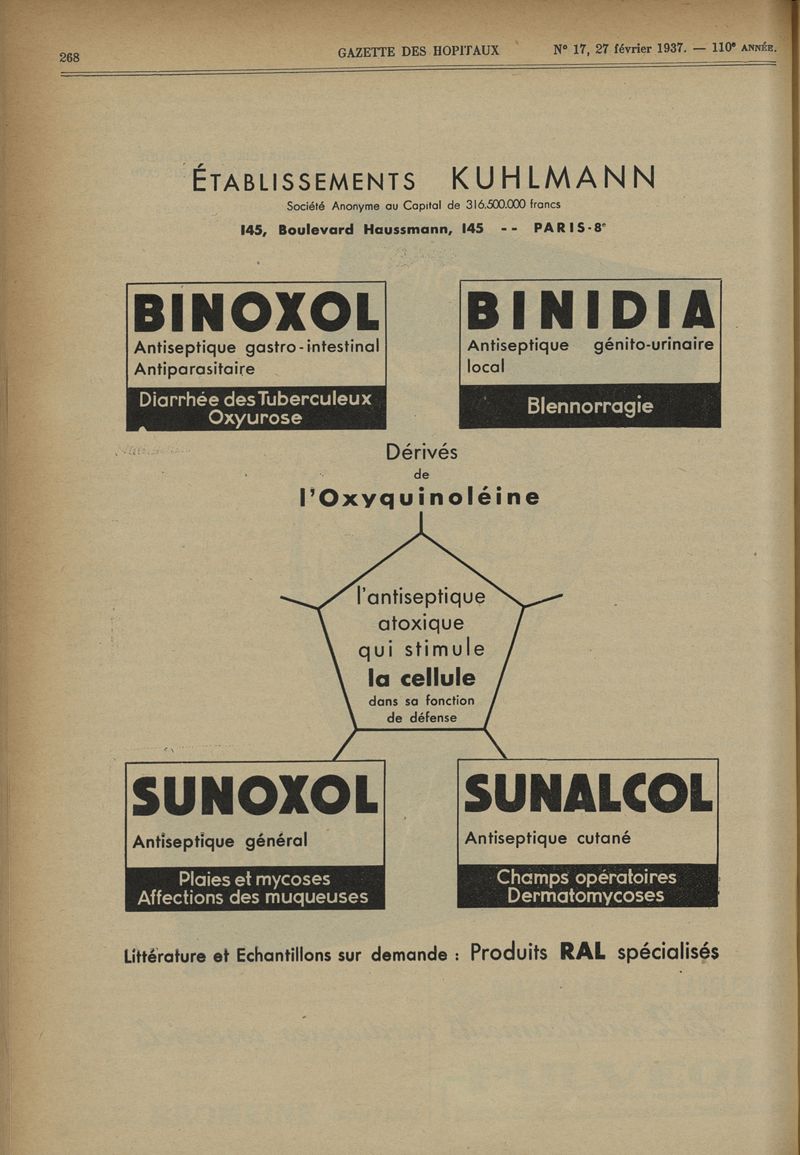 268
GAZETTE DES HOPITAUX
N° 17, 27 février 1937. — 110e ANNÉE.
ÉTABLISSEMENTS KUHLMANN
Société Anonyme au Capital de 316.500.000 francs
145, Boulevard Haussmann, 145 -- PARIS-8e
BINOXOL
Antiseptique gastro-intestinal
Antiparasitaire
Diarrhée des Tuberculeux
Oxyurose
BINIDIA
Antiseptique génito-urinaire
local
Blennorragie
Dérivés
de
l'Oxyquinoléine
l'antiseptique
atoxique
qui stimule
la cellule
dans sa fonction
de défense
SUNOXOL
Antiseptique général
Plaies et mycoses
Affections des muqueuses
SUNALCOL
Antiseptique cutané
Champs opératoires
Dermatomycoses
Littérature et Echantillons sur demande : Produits RAL spécialisés